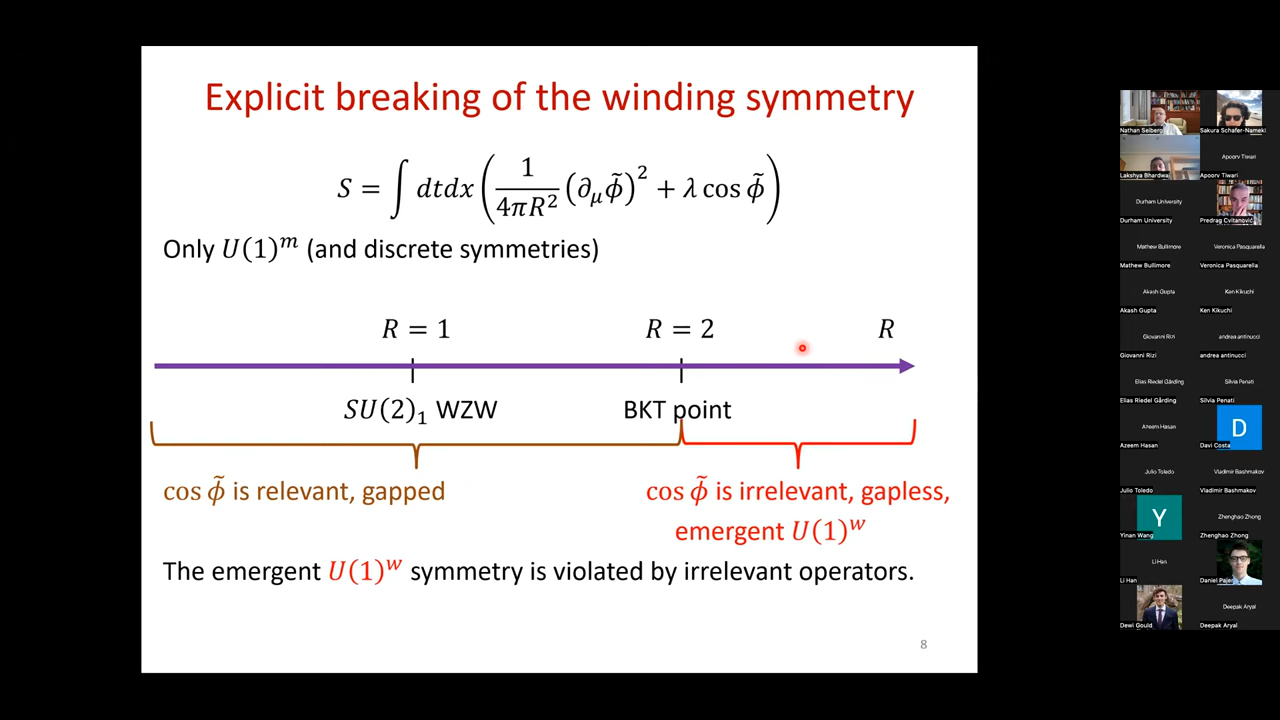 Explicit breaking of the winding symmetry
S = ∫ dtdx ( 1/(4πR²) (∂_μ φ̃)² + λ cos φ̃ )
Only U(1)^m (and discrete symmetries)
R = 1 R = 2 R
SU(2)₁ WZW BKT point
cos φ̃ is relevant, gapped cos φ̃ is irrelevant, gapless,
emergent U(1)^w
The emergent U(1)^w symmetry is violated by irrelevant operators.
8
Nathan Seiberg Sakura Schafer-Nameki
Apoorv Tiwari
Lakshya Bhardwaj Apoorv Tiwari
Durham University
Durham University Predrag Cvitanović
Mathew Bullimore Veronica Pasquarella
Mathew Bullimore Veronica Pasquarella
Akash Gupta Ken Kikuchi
Akash Gupta Ken Kikuchi
Giovanni Rizi andrea antinucci
Giovanni Rizi andrea antinucci
Elias Riedel Gårding Silvia Penati
Elias Riedel Gårding Silvia Penati
Azeem Hasan D
Azeem Hasan Davi Costa
Julio Toledo Vladimir Bashmakov
Julio Toledo Vladimir Bashmakov
Y Zhenghao Zhong
Yinan Wang Zhenghao Zhong
Li Han
Li Han Daniel Pajer
Deepak Aryal
Dewi Gould Deepak Aryal